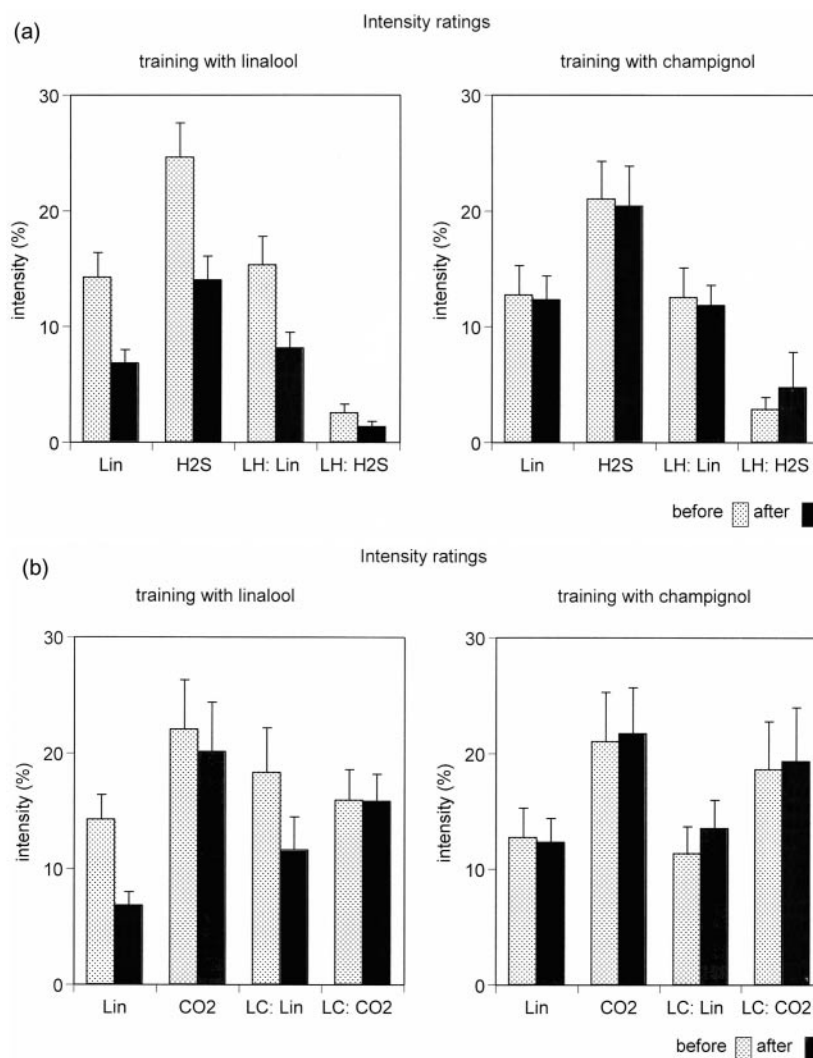 (a)
Intensity ratings
training with linalool
training with champignol
30
20
10
0
intensity (%)
Lin H2S LH: Lin LH: H2S
30
20
10
0
intensity (%)
Lin H2S LH: Lin LH: H2S
before after
(b)
Intensity ratings
training with linalool
training with champignol
30
20
10
0
intensity (%)
Lin CO2 LC: Lin LC: CO2
30
20
10
0
intensity (%)
Lin CO2 LC: Lin LC: CO2
before after